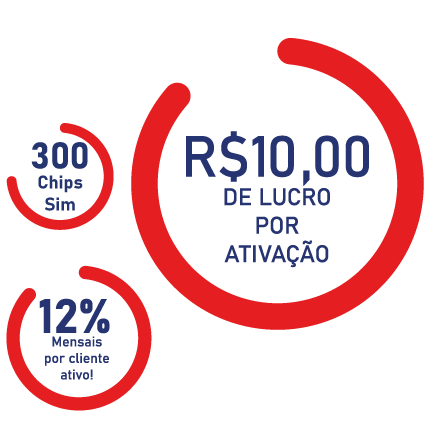 R$10,00
DE LUCRO
POR
ATIVAÇÃO
300
Chips
Sim
12%
Mensais
por cliente
ativo!